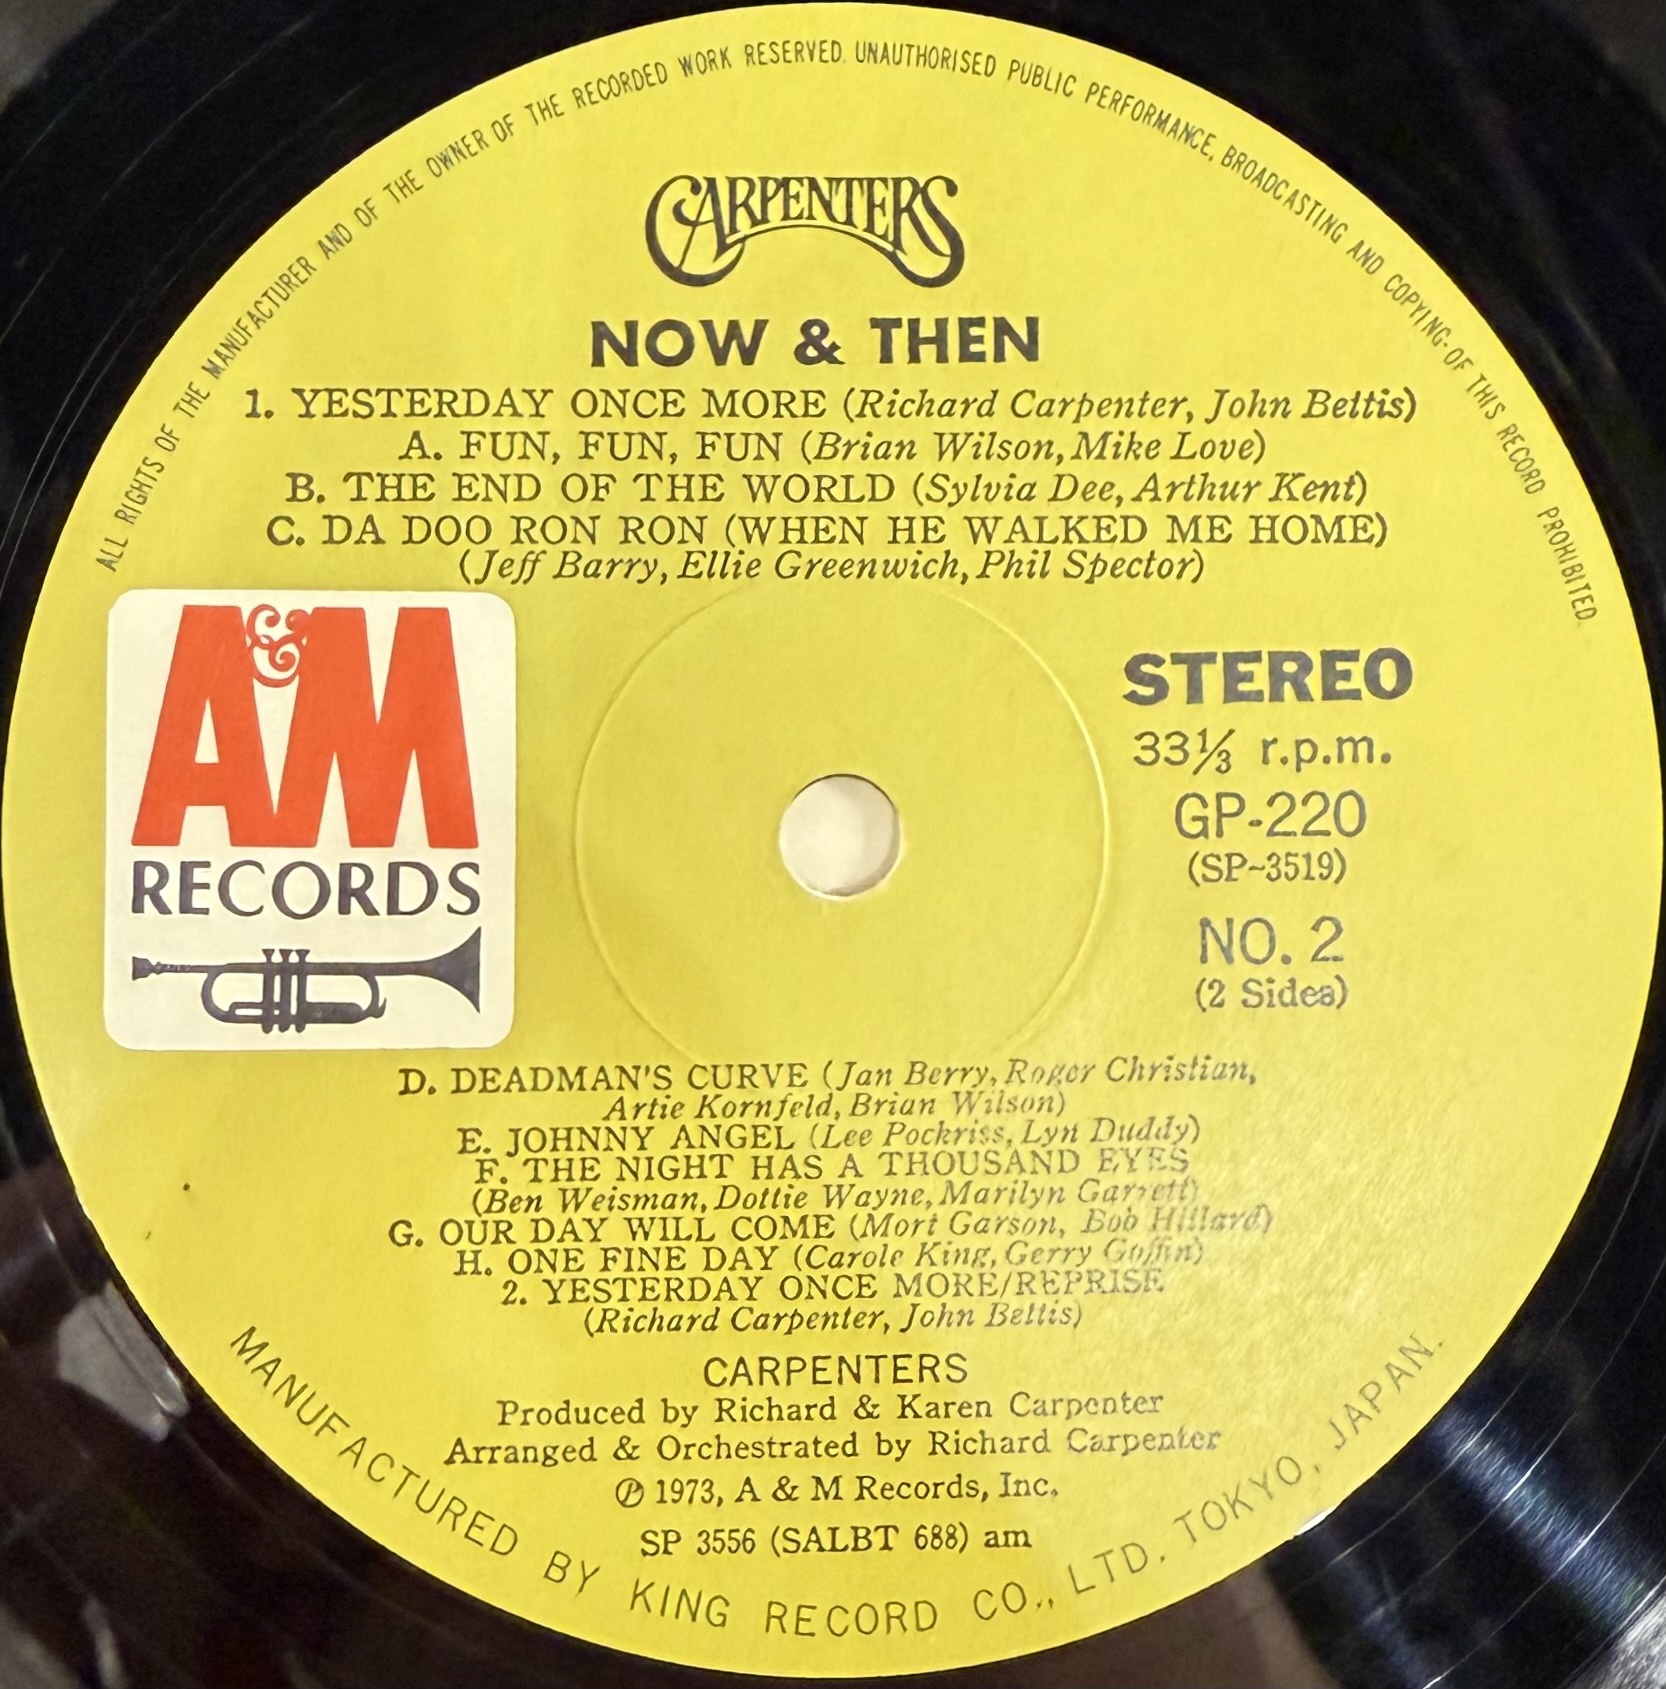 ALL RIGHTS OF THE MANUFACTURER AND OF THE OWNER OF THE RECORDED WORK RESERVED. UNAUTHORISED PUBLIC PERFORMANCE, BROADCASTING AND COPYING OF THIS RECORD PROHIBITED.
CARPENTERS
NOW & THEN
1. YESTERDAY ONCE MORE (Richard Carpenter, John Bettis)
A. FUN, FUN, FUN (Brian Wilson, Mike Love)
B. THE END OF THE WORLD (Sylvia Dee, Arthur Kent)
C. DA DOO RON RON (WHEN HE WALKED ME HOME)
(Jeff Barry, Ellie Greenwich, Phil Spector)
A&M
RECORDS
STEREO
33⅓ r.p.m.
GP-220
(SP-3519)
NO. 2
(2 Sides)
D. DEADMAN'S CURVE (Jan Berry, Roger Christian,
Artie Kornfeld, Brian Wilson)
E. JOHNNY ANGEL (Lee Pockriss, Lyn Duddy)
F. THE NIGHT HAS A THOUSAND EYES
(Ben Weisman, Dottie Wayne, Marilyn Garrett)
G. OUR DAY WILL COME (Mort Garson, Bob Hillard)
H. ONE FINE DAY (Carole King, Gerry Goffin)
2. YESTERDAY ONCE MORE/REPRISE
(Richard Carpenter, John Bettis)
CARPENTERS
Produced by Richard & Karen Carpenter
Arranged & Orchestrated by Richard Carpenter
℗ 1973, A & M Records, Inc.
SP 3556 (SALBT 688) am
MANUFACTURED BY KING RECORD CO., LTD. TOKYO, JAPAN.